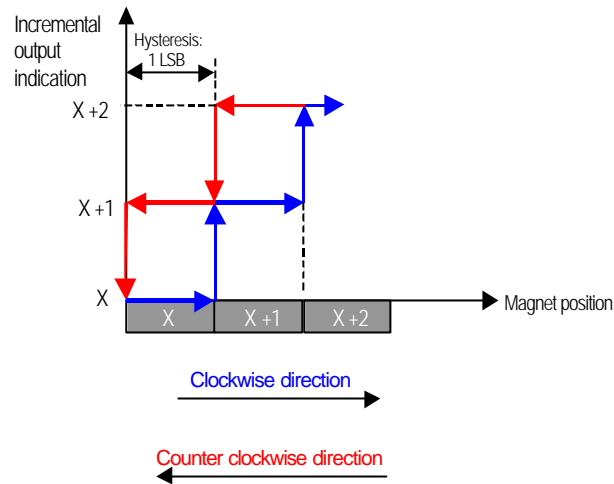 Incremental
output
indication
Hysteresis:
1 LSB
X +2
X +1
X
X
X +1
X +2
Magnet position
Clockwise direction
Counter clockwise direction